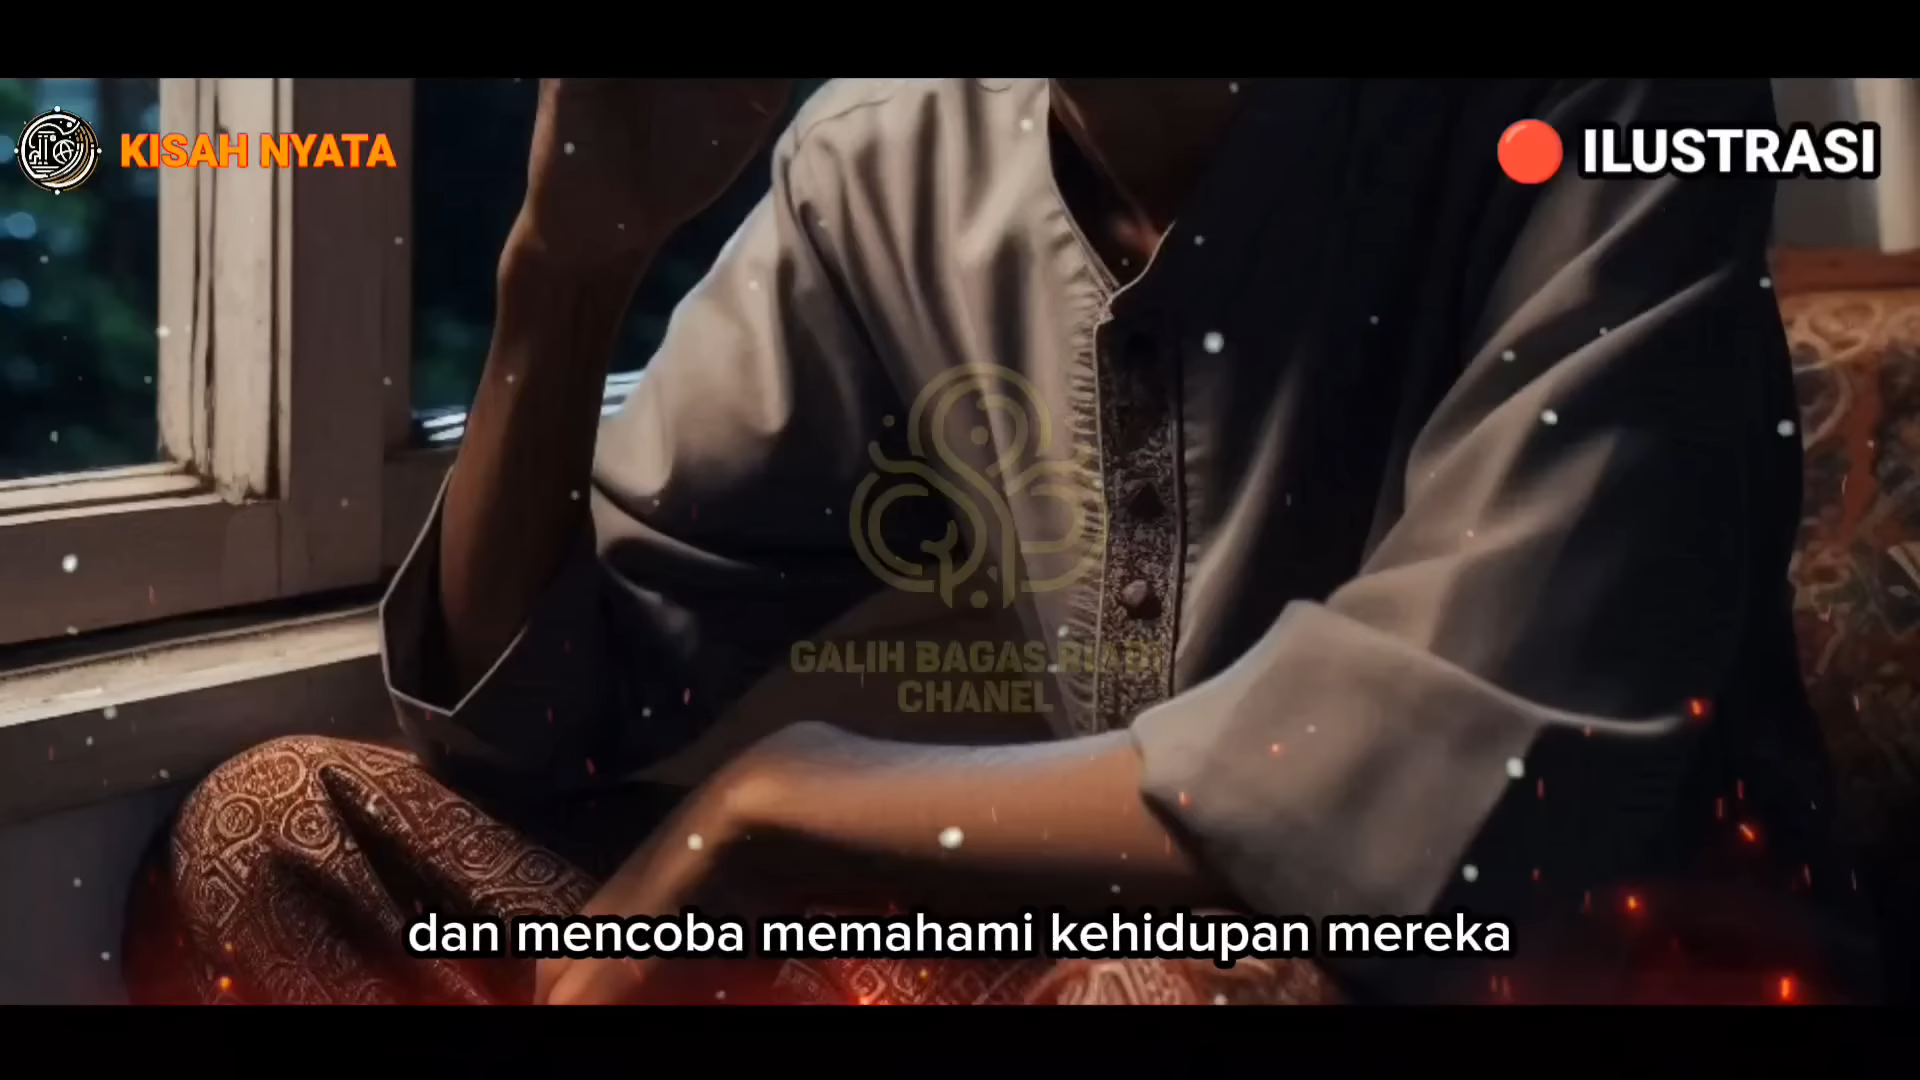 KISAH NYATA
ILUSTRASI
GALIH BAGAS
CHANEL
dan mencoba memahami kehidupan mereka